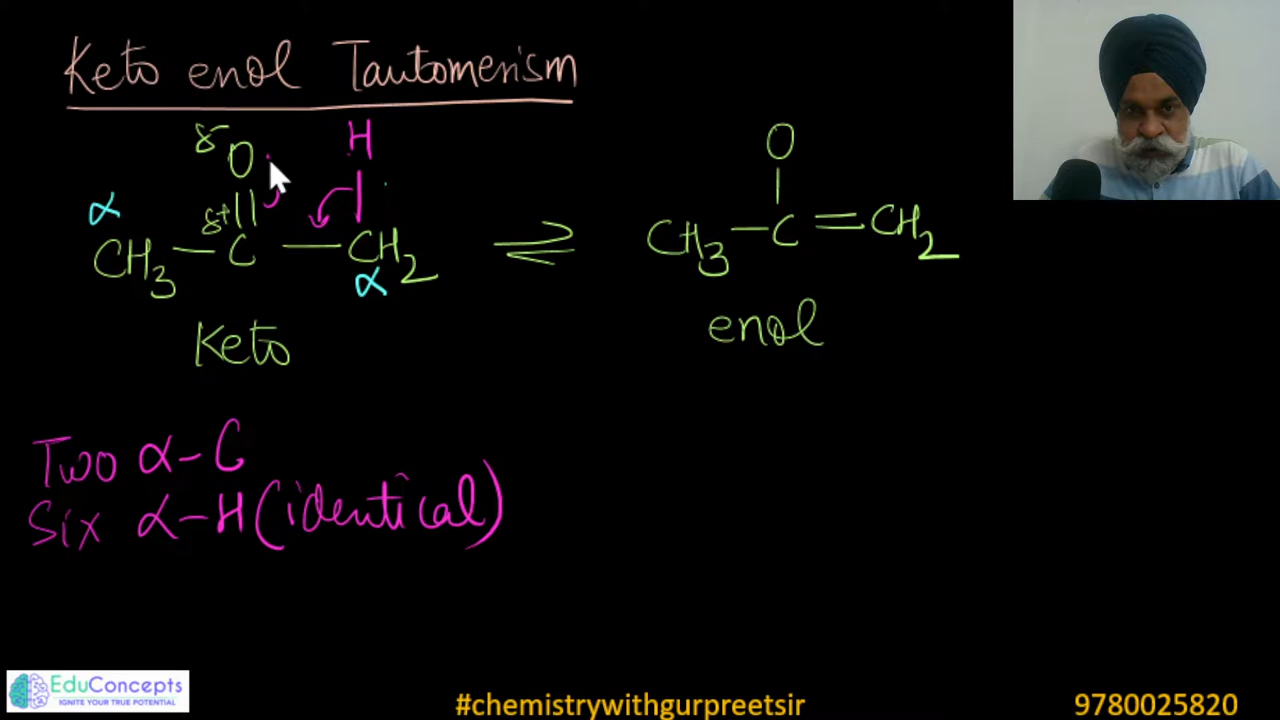 Keto enol Tautomerism
δ- O H
α δ+ ||
CH3 — C — CH2 ⇌ CH3 — C = CH2
α
O
Keto enol
Two α-C
Six α-H (identical)
EduConcepts
IGNITE YOUR TRUE POTENTIAL
#chemistrywithgurpreetsir
9780025820